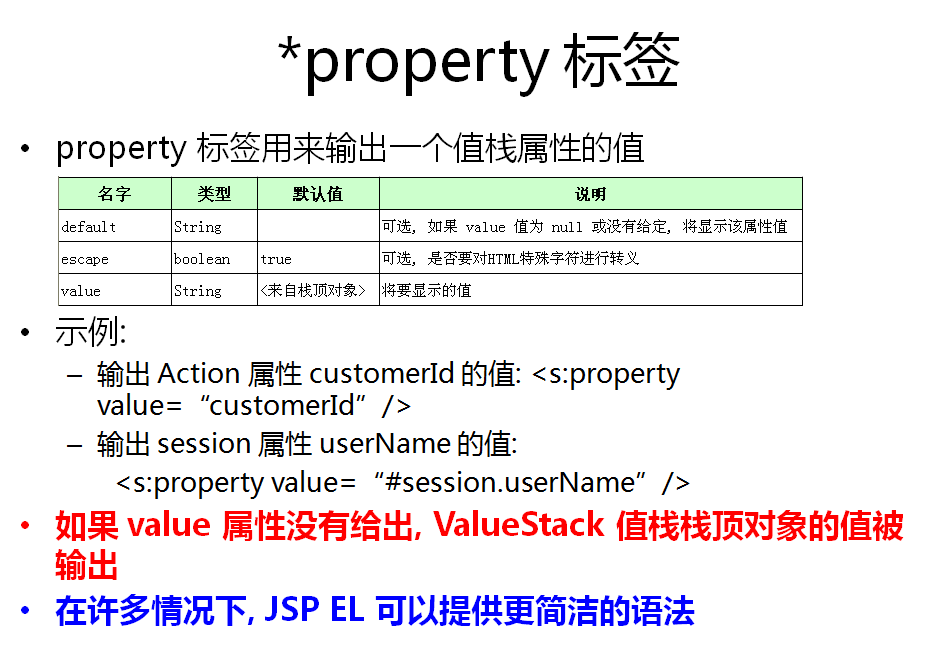 *property 标签
• property 标签用来输出一个值栈属性的值
名字 类型 默认值 说明
default String 可选, 如果 value 值为 null 或没有给定, 将显示该属性值
escape boolean true 可选, 是否要对HTML特殊字符进行转义
value String <来自栈顶对象> 将要显示的值
• 示例:
– 输出 Action 属性 customerId 的值: <s:property
value=“customerId”/>
– 输出 session 属性 userName 的值:
<s:property value=“#session.userName”/>
• 如果 value 属性没有给出, ValueStack 值栈栈顶对象的值被
输出
• 在许多情况下, JSP EL 可以提供更简洁的语法